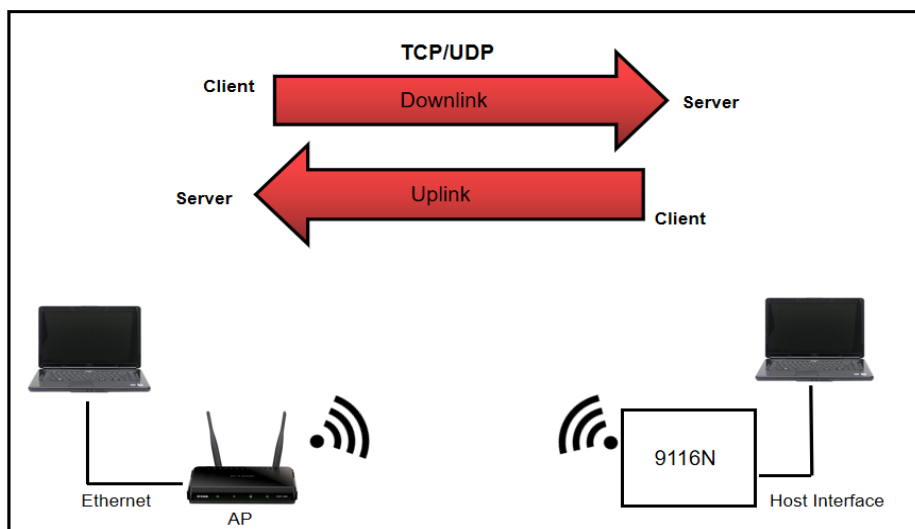 TCP/UDP
Client
Downlink
Server
Server
Uplink
Client
9116N
Ethernet
AP
Host Interface